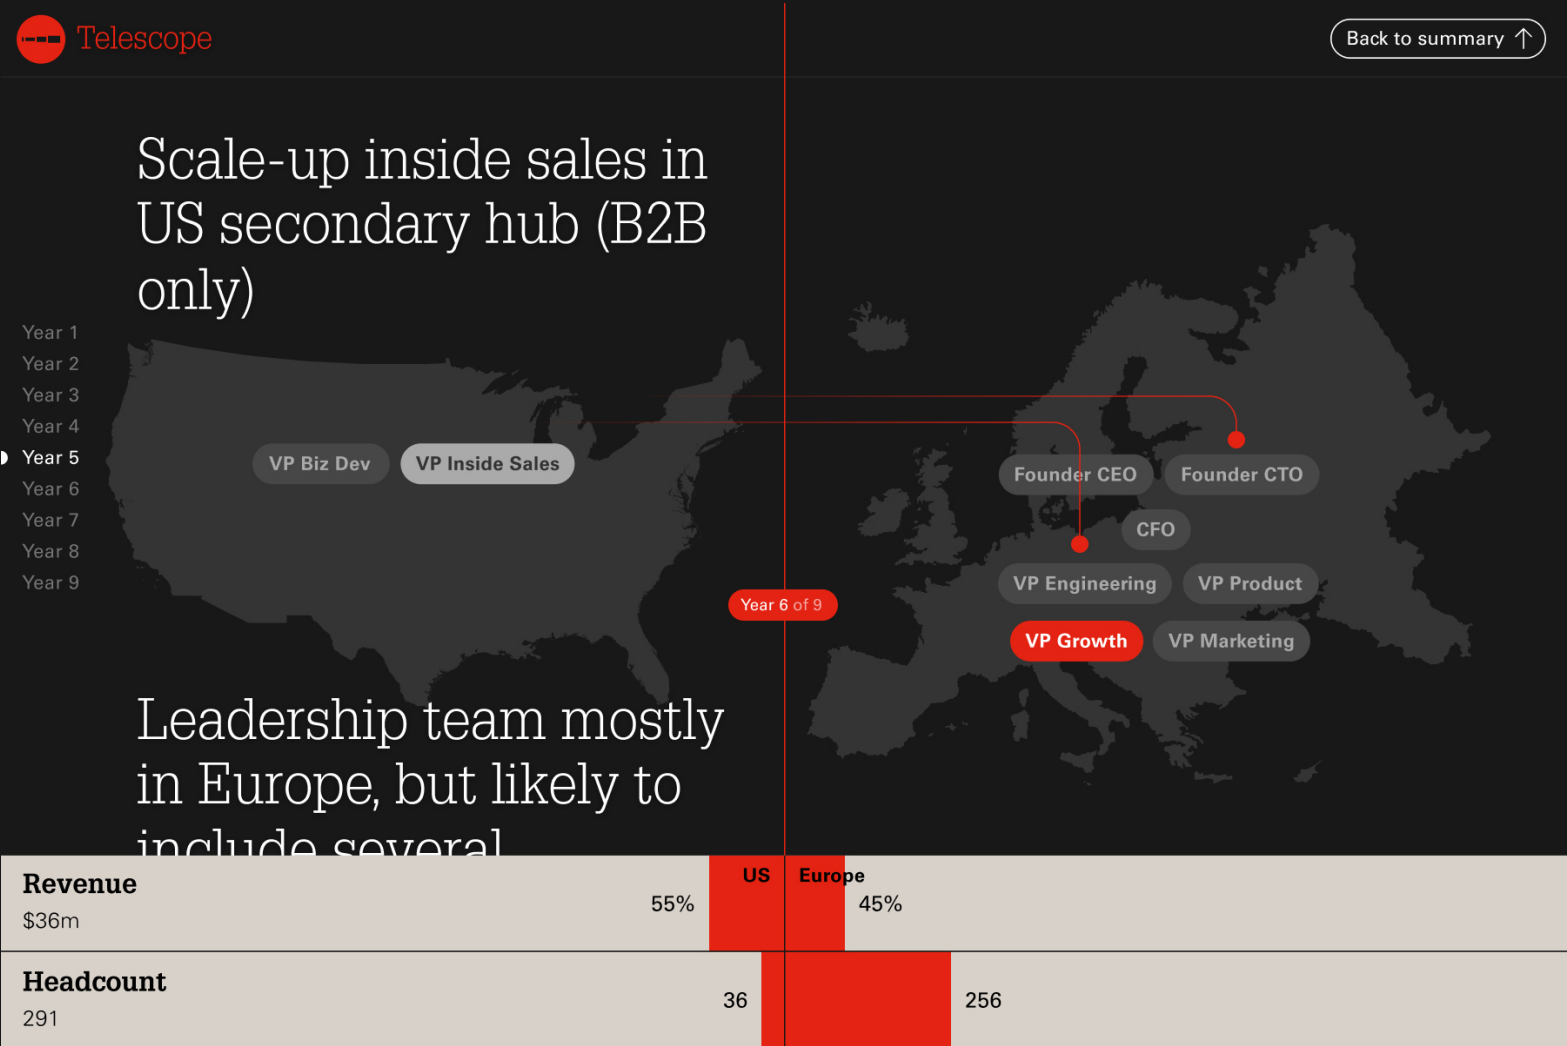 Telescope
Back to summary ↑
Scale-up inside sales in
US secondary hub (B2B
only)
Year 1
Year 2
Year 3
Year 4
Year 5
Year 6
Year 7
Year 8
Year 9
VP Biz Dev
VP Inside Sales
Founder CEO
Founder CTO
CFO
VP Engineering
VP Product
Year 6 of 9
VP Growth
VP Marketing
Leadership team mostly
in Europe, but likely to
include several
Revenue
$36m
55%
US
Europe
45%
Headcount
291
36
256